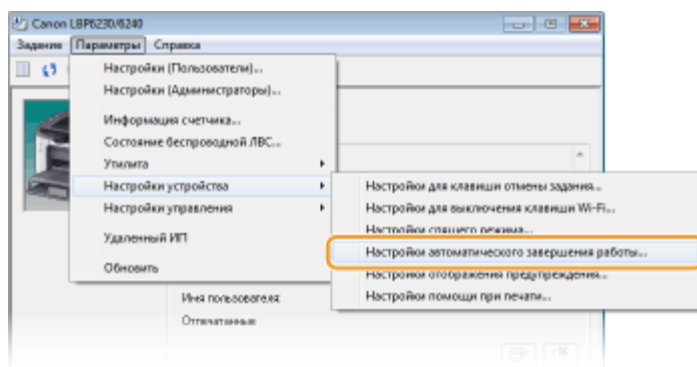 Canon LBP6230/6240
Задание Параметры Справка
Настройки (Пользователи)...
Настройки (Администраторы)...
Информация счетчика...
Состояние беспроводной ЛВС...
Утилита
Настройки устройства
Настройки управления
Удаленный ИП
Обновить
Настройки для клавиши отмены задания...
Настройки для выключения клавиши Wi-Fi...
Настройки спящего режима...
Настройки автоматического завершения работы...
Настройки отображения предупреждения...
Настройки помощи при печати...
Имя пользователя:
Отпечатанные